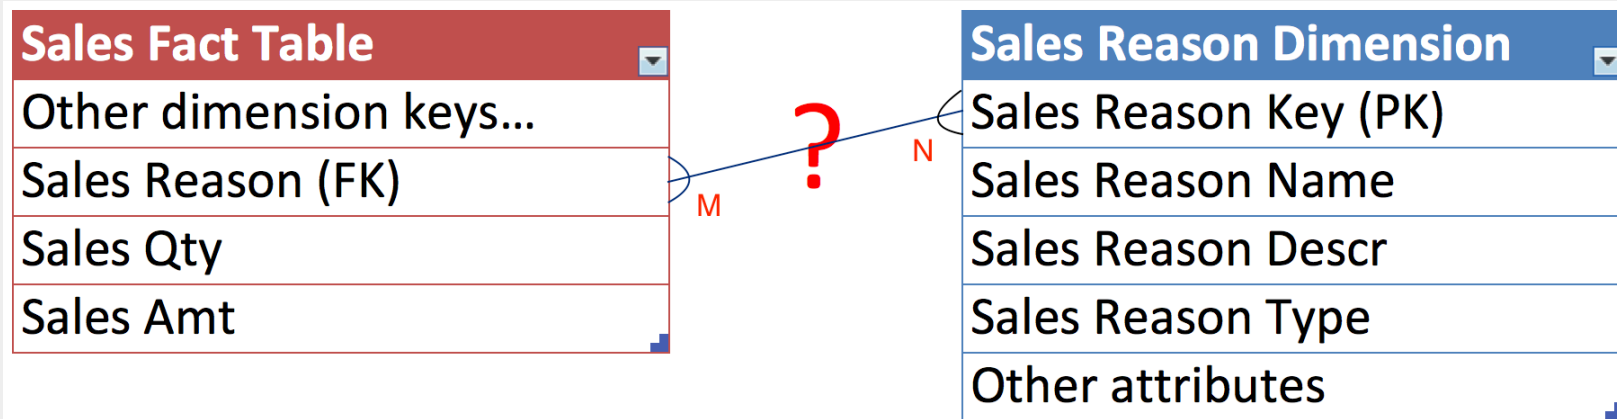 Sales Fact Table
Other dimension keys...
Sales Reason (FK)
Sales Qty
Sales Amt
M
?
N
Sales Reason Dimension
Sales Reason Key (PK)
Sales Reason Name
Sales Reason Descr
Sales Reason Type
Other attributes